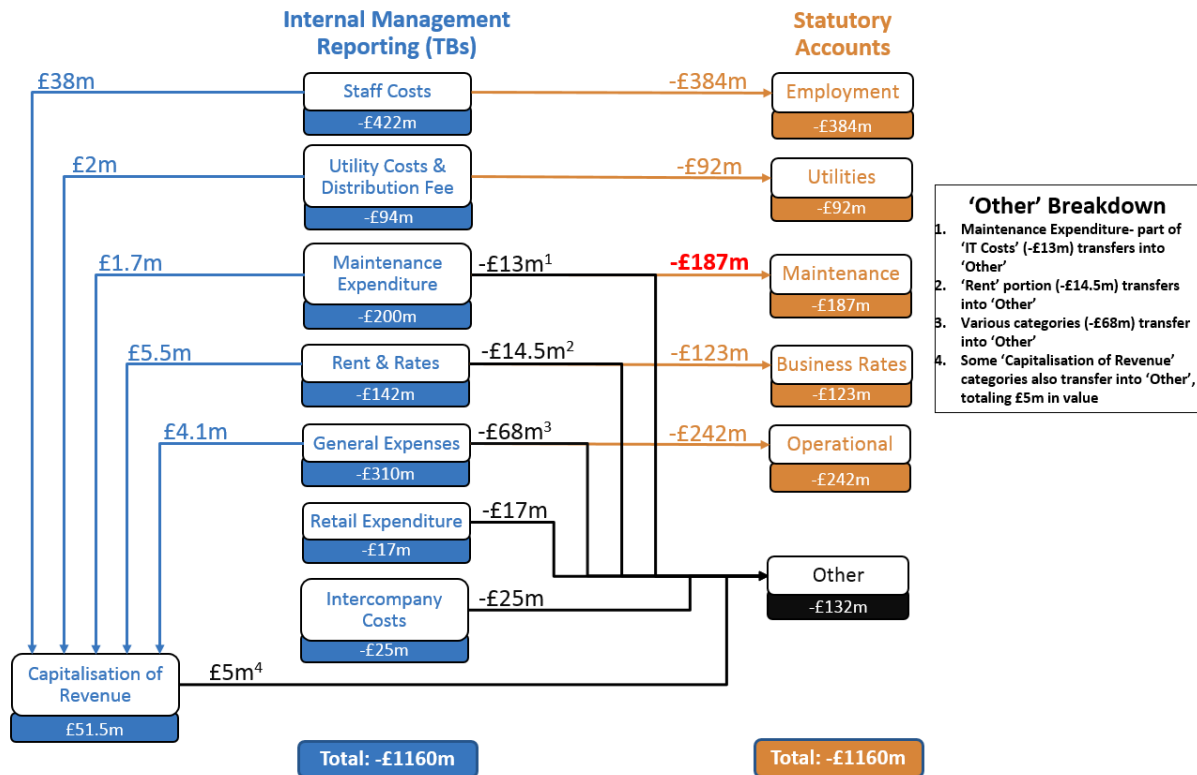 Internal Management
Reporting (TBs)
Statutory
Accounts
£38m
Staff Costs
-£422m
-£384m
Employment
-£384m
£2m
Utility Costs &
Distribution Fee
-£94m
-£92m
Utilities
-£92m
£1.7m
Maintenance
Expenditure
-£200m
-£13m¹
-£187m
Maintenance
-£187m
£5.5m
Rent & Rates
-£142m
-£14.5m²
-£123m
Business Rates
-£123m
£4.1m
General Expenses
-£310m
-£68m³
-£242m
Operational
-£242m
Retail Expenditure
-£17m
-£17m
Intercompany
Costs
-£25m
-£25m
Other
-£132m
Capitalisation of
Revenue
£51.5m
£5m⁴
Total: -£1160m
Total: -£1160m
‘Other’ Breakdown
1. Maintenance Expenditure- part of
‘IT Costs’ (-£13m) transfers into
‘Other’
2. ‘Rent’ portion (-£14.5m) transfers
into ‘Other’
3. Various categories (-£68m) transfer
into ‘Other’
4. Some ‘Capitalisation of Revenue’
categories also transfer into ‘Other’,
totaling £5m in value